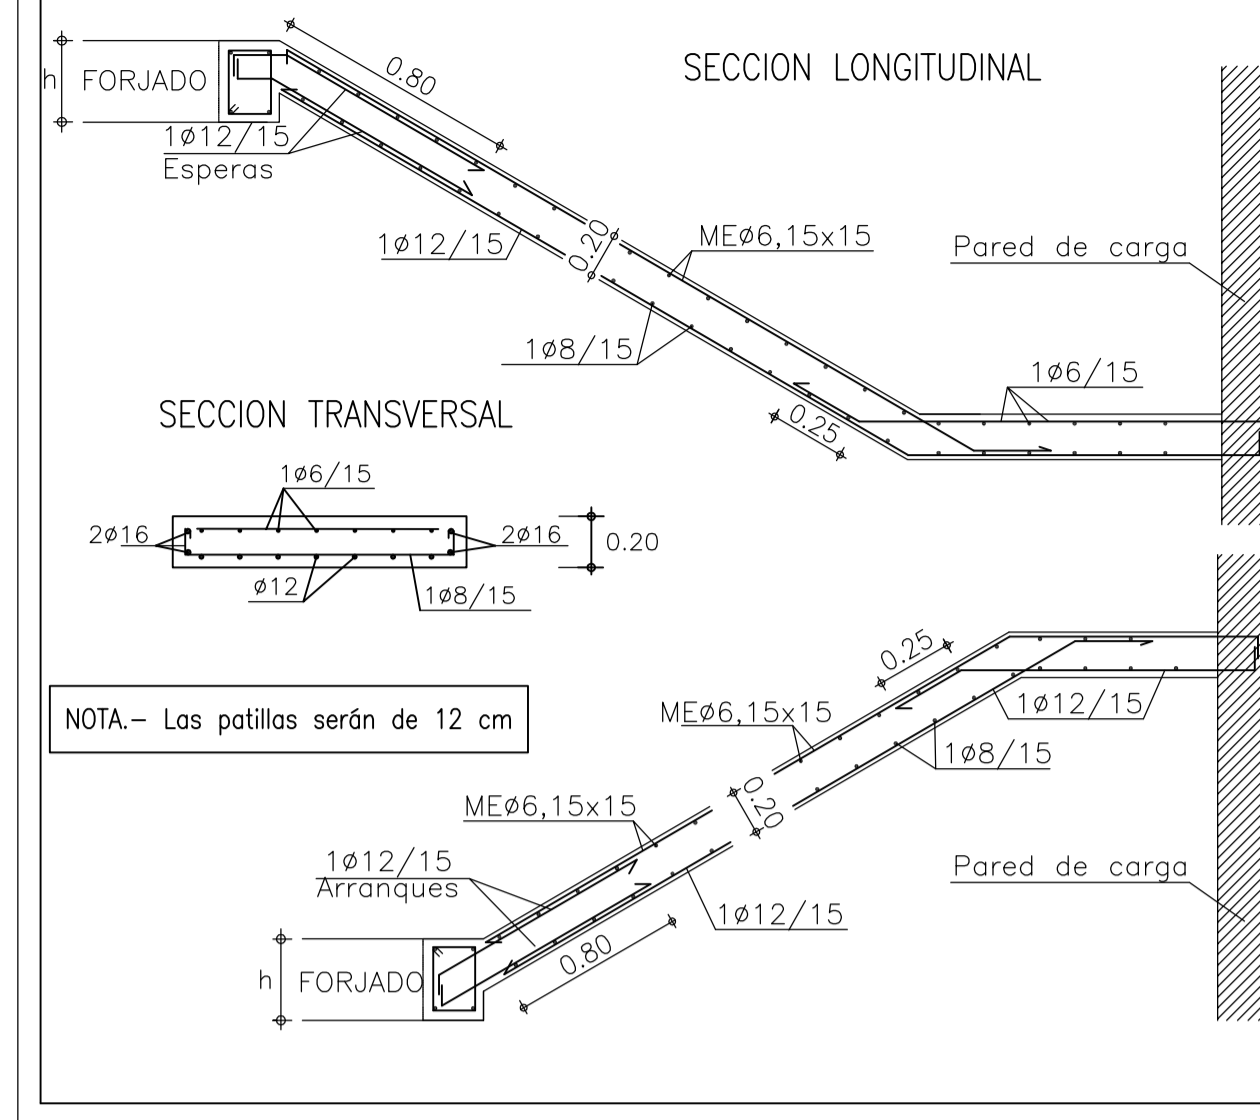 SECCION LONGITUDINAL
0.80
h
FORJADO
1ø12/15
Esperas
1ø12/15
0.20
MEø6,15x15
Pared de carga
1ø8/15
1ø6/15
0.25
SECCION TRANSVERSAL
1ø6/15
2ø16
2ø16
0.20
ø12
1ø8/15
0.25
MEø6,15x15
1ø12/15
1ø8/15
NOTA.– Las patillas serán de 12 cm
0.20
MEø6,15x15
1ø12/15
Arranques
Pared de carga
1ø12/15
0.80
h
FORJADO